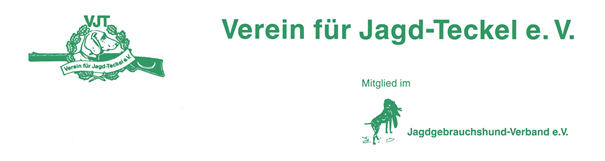 VJT
Verein für Jagd-Teckel e.V.
Verein für Jagd-Teckel e. V.
Mitglied im
Jagdgebrauchshund-Verband e.V.